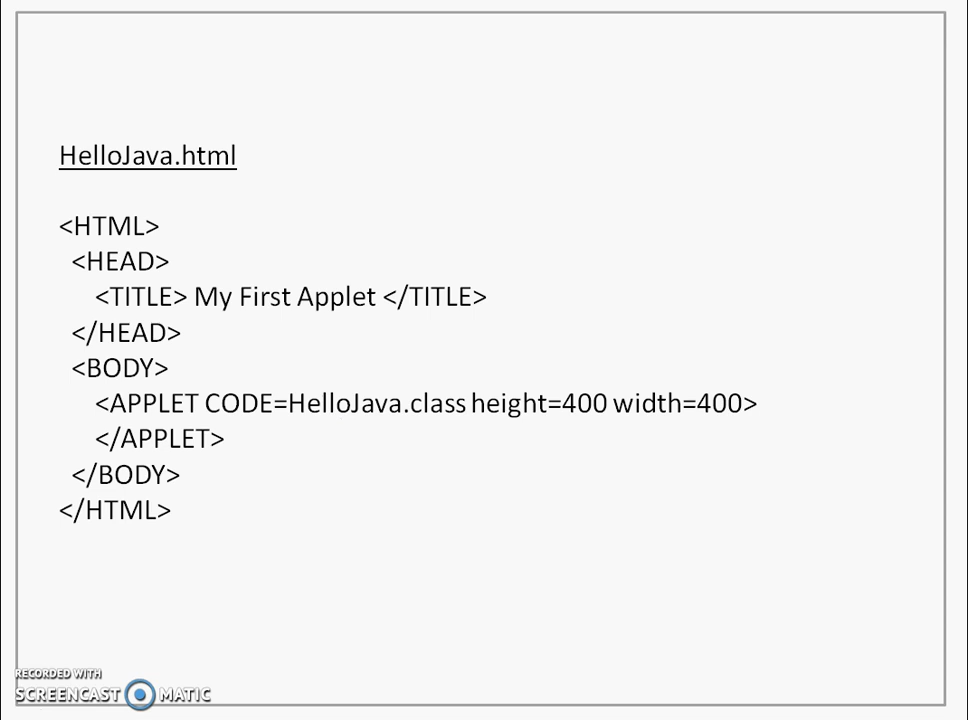 HelloJava.html
<HTML>
<HEAD>
<TITLE> My First Applet </TITLE>
</HEAD>
<BODY>
<APPLET CODE=HelloJava.class height=400 width=400>
</APPLET>
</BODY>
</HTML>
RECORDED WITH
SCREENCAST MATIC